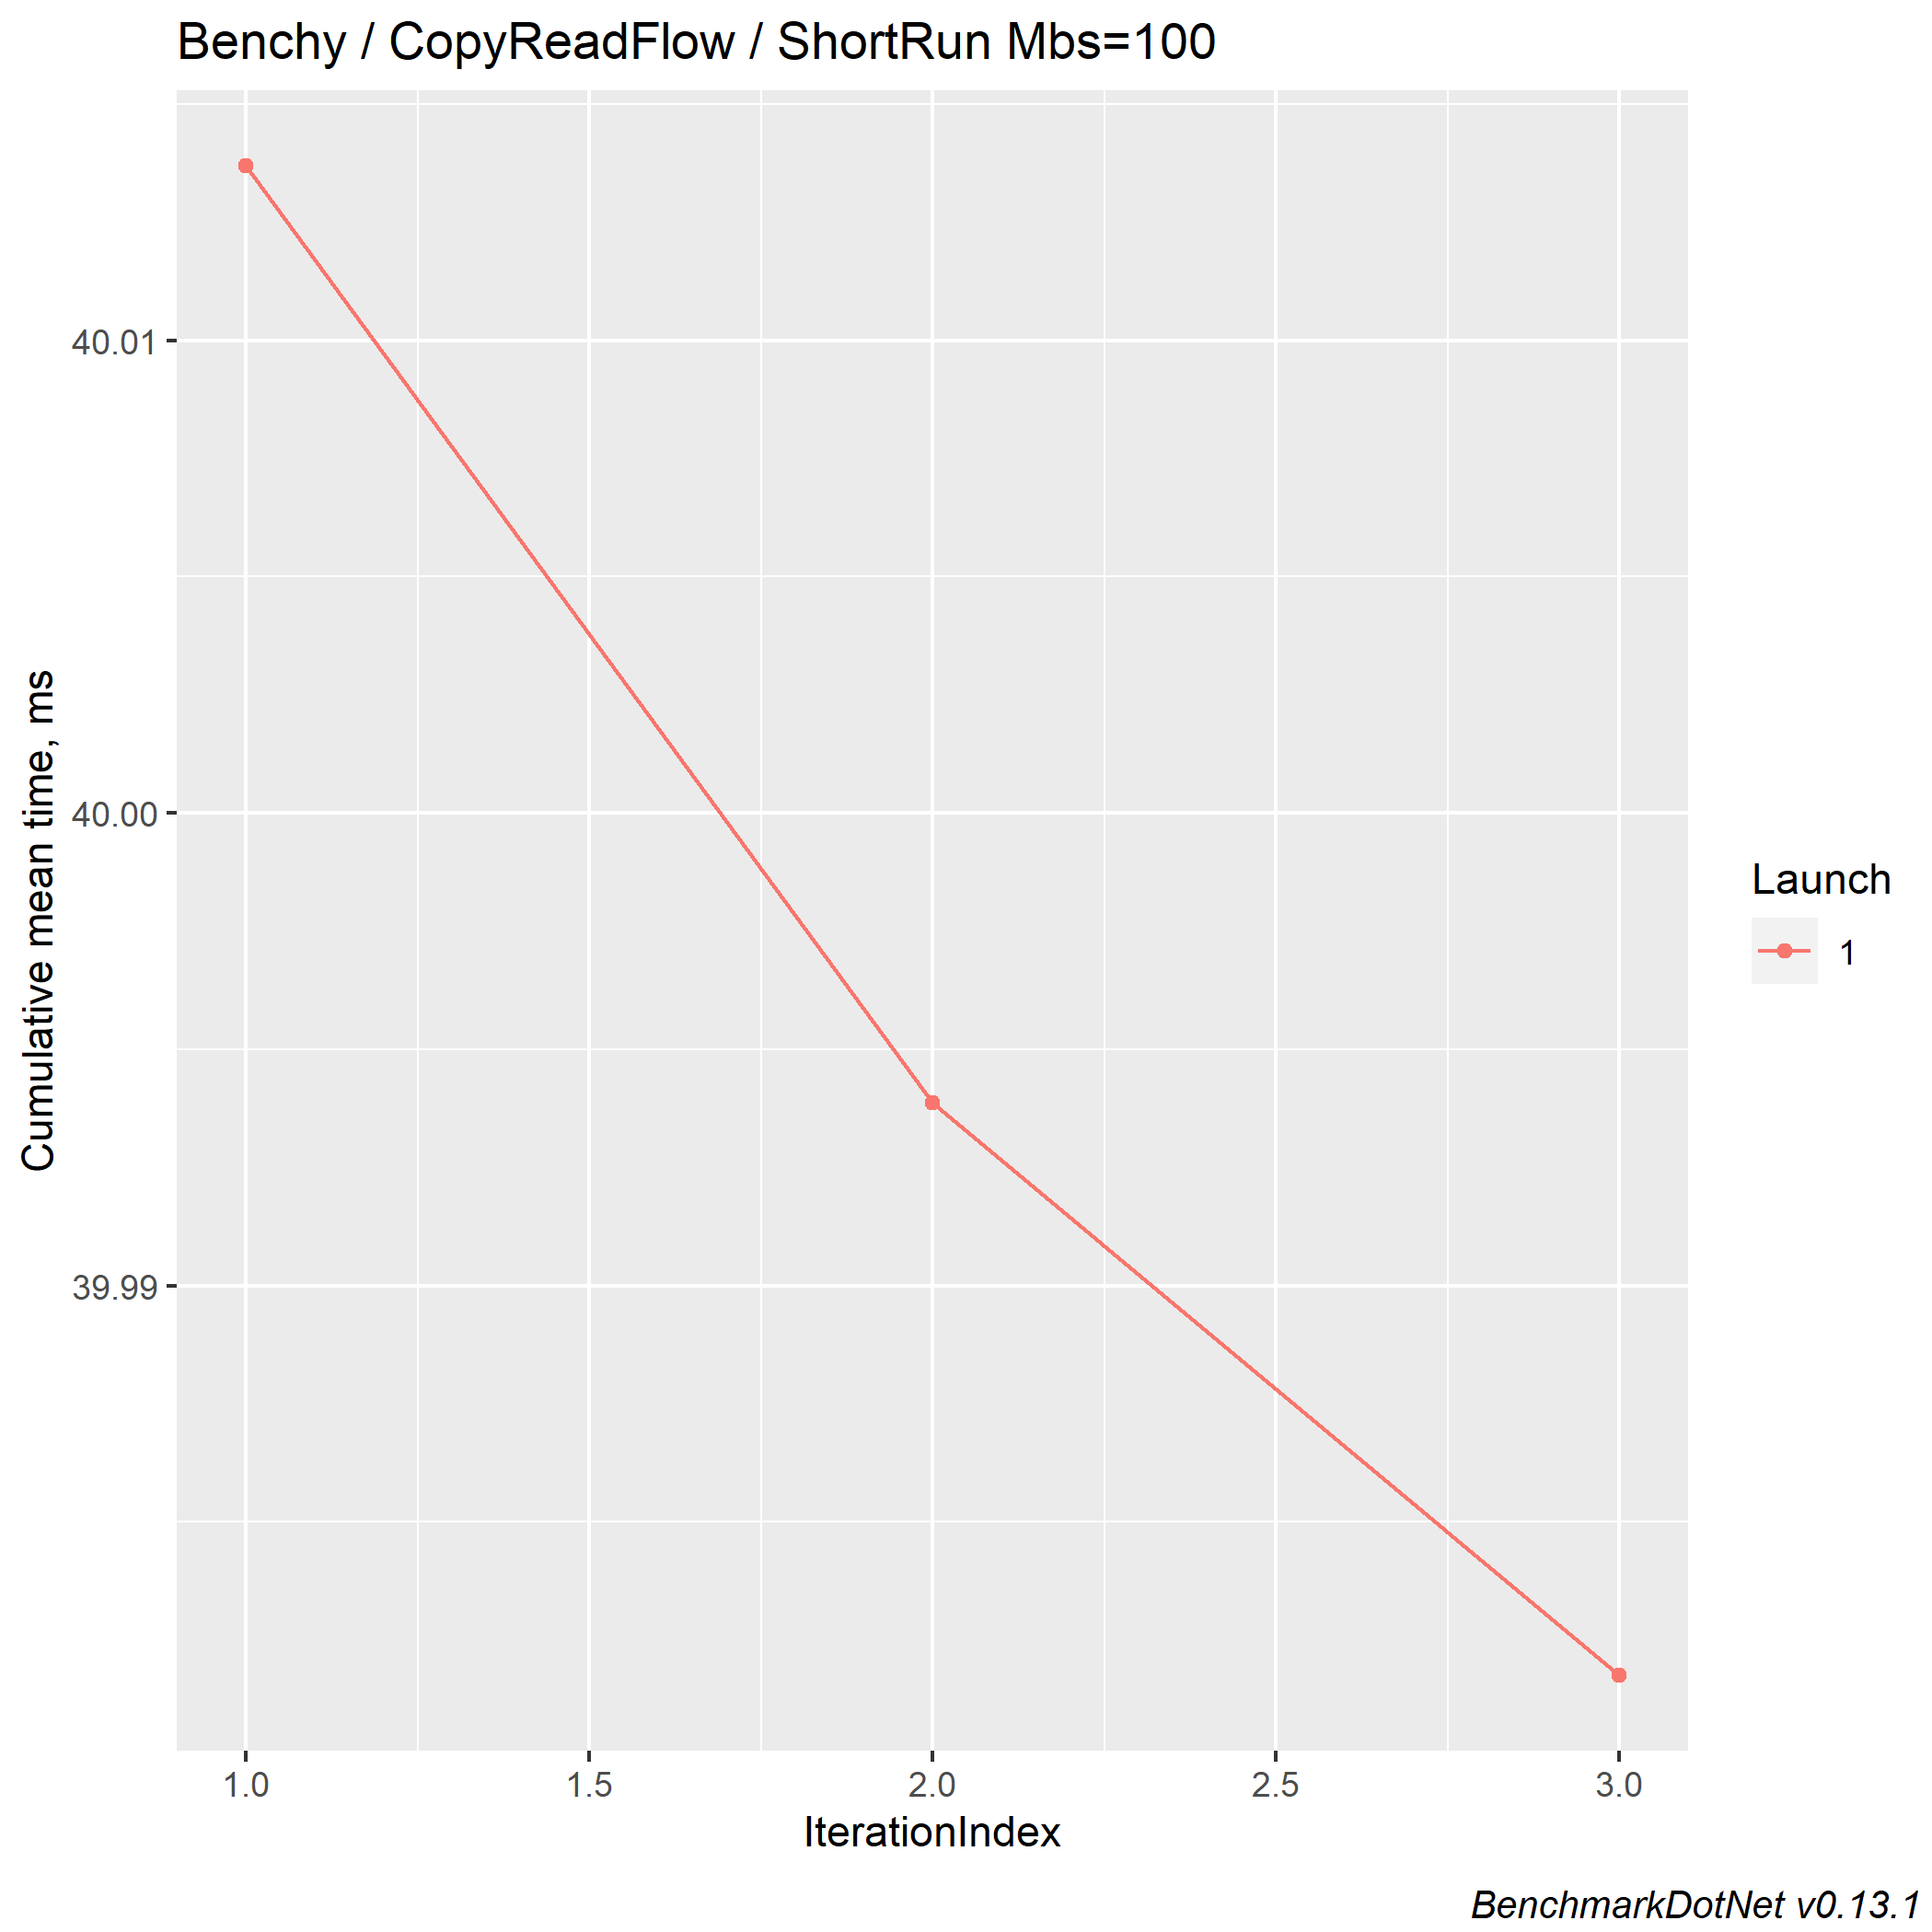 Benchy / CopyReadFlow / ShortRun Mbs=100
Cumulative mean time, ms
40.01
40.00
39.99
1.0 1.5 2.0 2.5 3.0
IterationIndex
Launch
1
BenchmarkDotNet v0.13.1